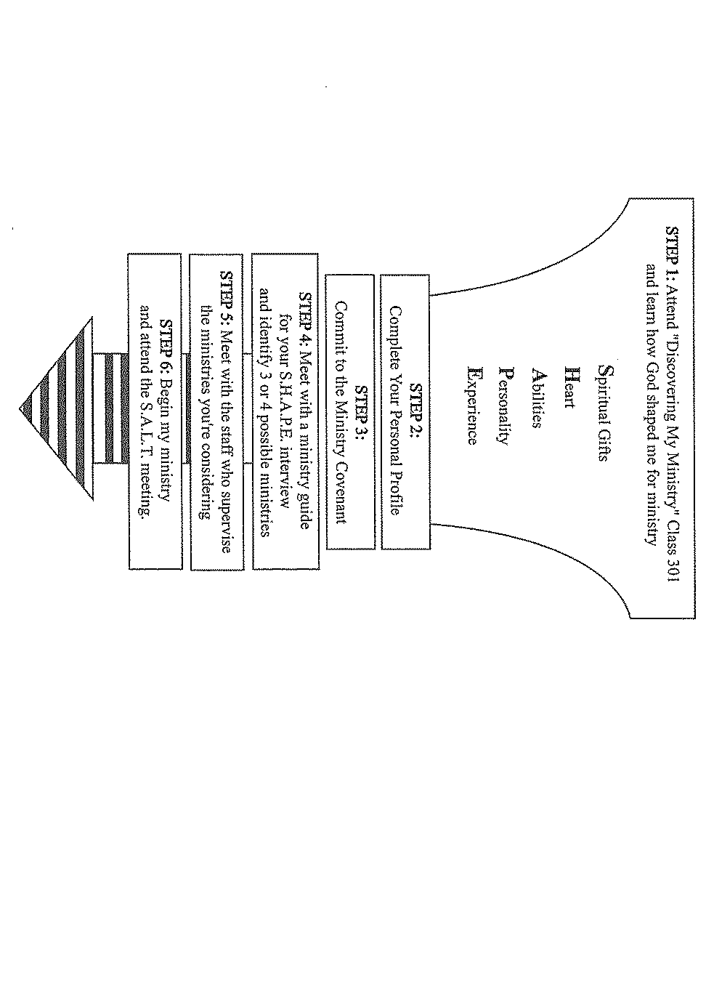 STEP 1: Attend "Discovering My Ministry" Class 301
and learn how God shaped me for ministry
Spiritual Gifts
Heart
Abilities
Personality
Experience
STEP 2:
Complete Your Personal Profile
STEP 3:
Commit to the Ministry Covenant
STEP 4: Meet with a ministry guide
for your S.H.A.P.E. interview
and identify 3 or 4 possible ministries
STEP 5: Meet with the staff who supervise
the ministries you're considering
STEP 6: Begin my ministry
and attend the S.A.L.T. meeting.